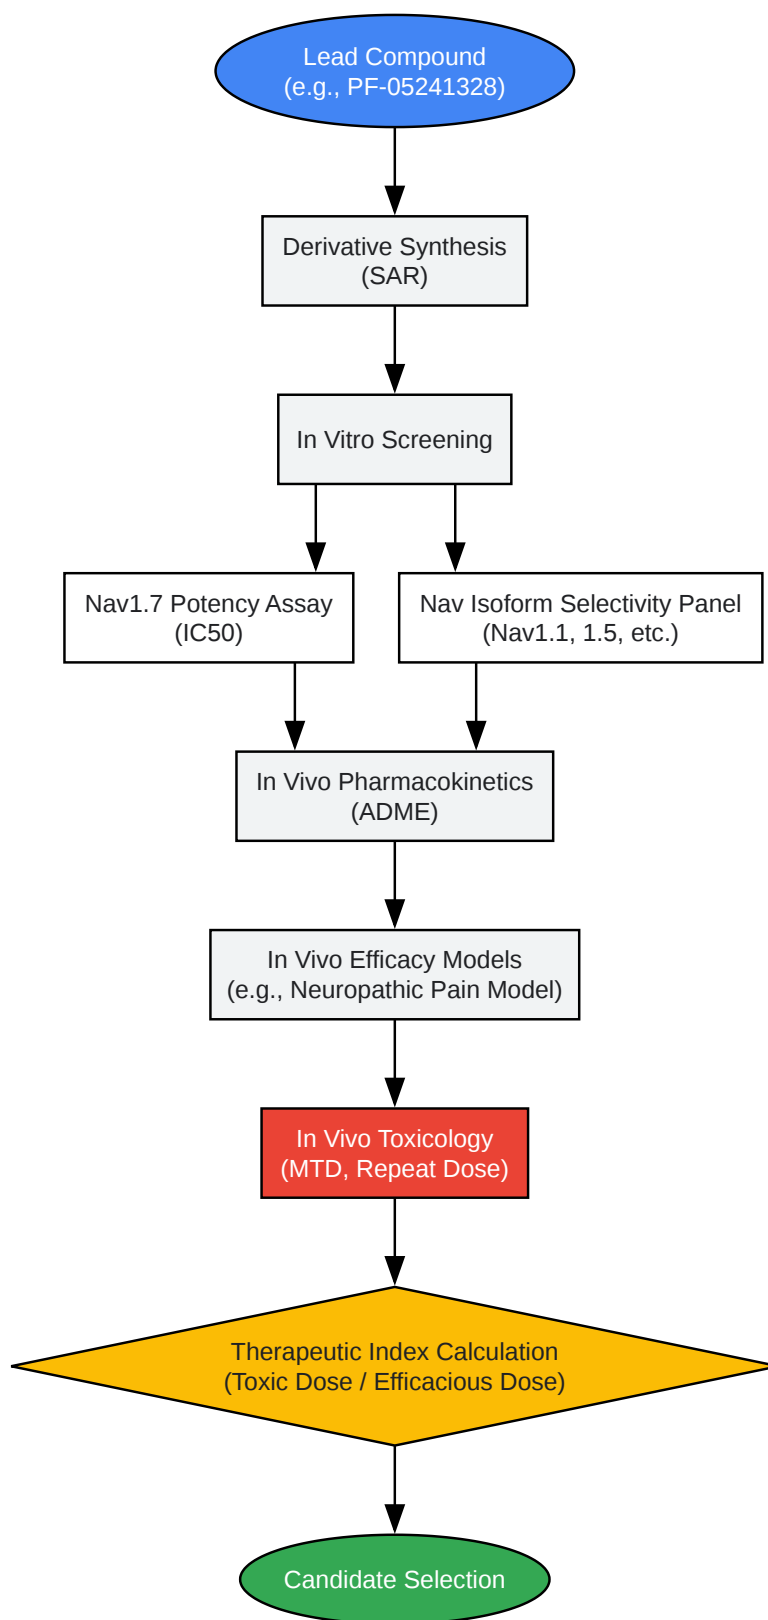 Lead Compound
(e.g., PF-05241328)
Derivative Synthesis
(SAR)
In Vitro Screening
Nav1.7 Potency Assay
(IC50)
Nav Isoform Selectivity Panel
(Nav1.1, 1.5, etc.)
In Vivo Pharmacokinetics
(ADME)
In Vivo Efficacy Models
(e.g., Neuropathic Pain Model)
In Vivo Toxicology
(MTD, Repeat Dose)
Therapeutic Index Calculation
(Toxic Dose / Efficacious Dose)
Candidate Selection